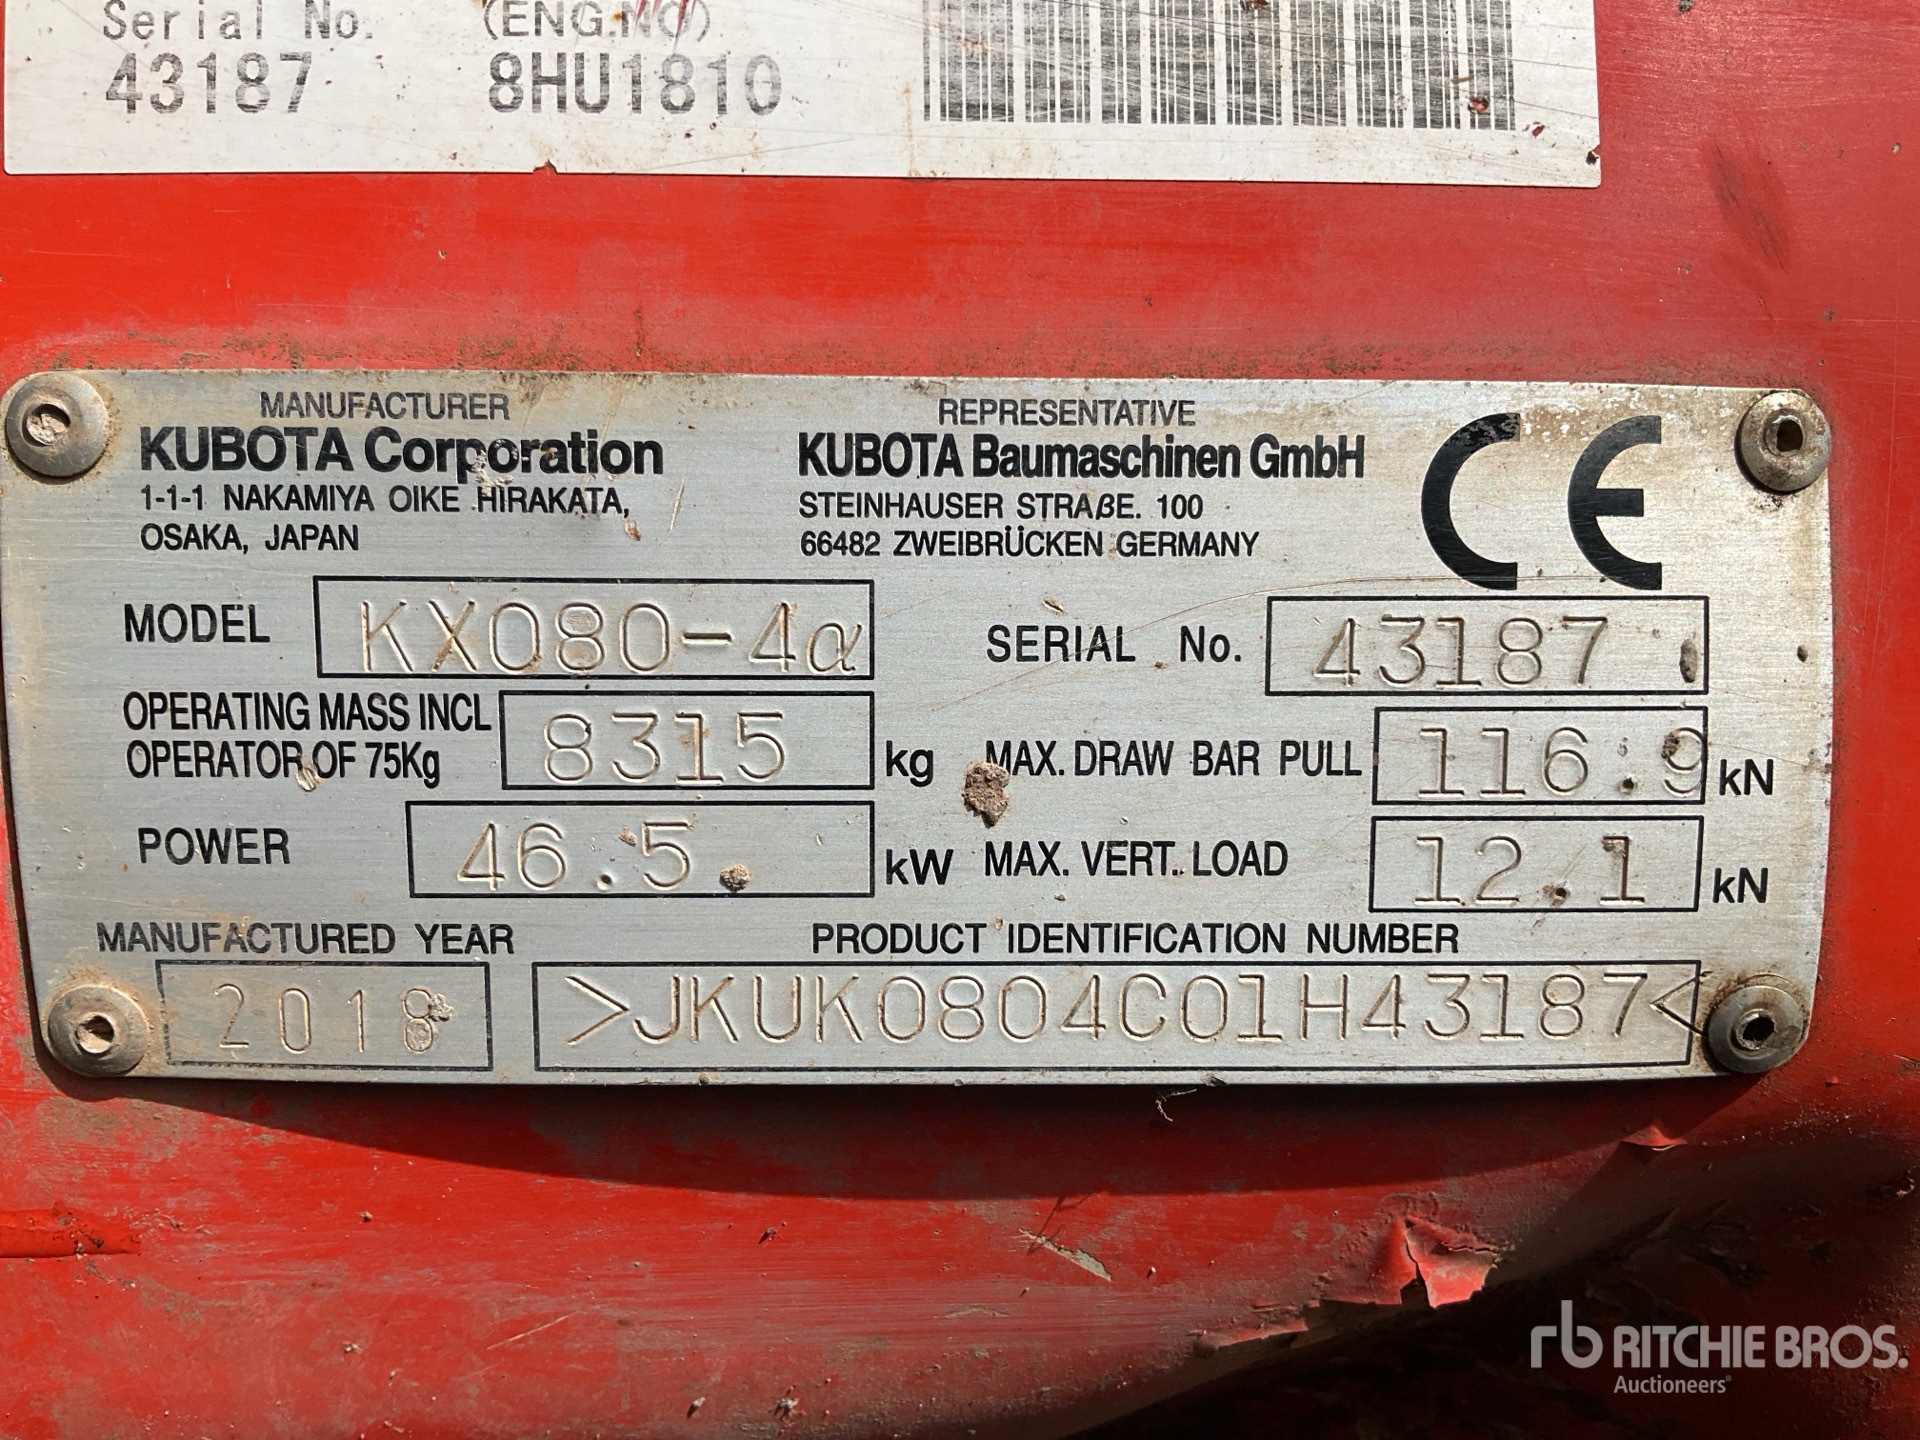 Serial No. (ENG.NO)
43187 8HU1810
MANUFACTURER REPRESENTATIVE
KUBOTA Corporation KUBOTA Baumaschinen GmbH CE
1-1-1 NAKAMIYA OIKE HIRAKATA, STEINHAUSER STRAßE. 100
OSAKA, JAPAN 66482 ZWEIBRÜCKEN GERMANY
MODEL KX080-4α SERIAL No. 43187
OPERATING MASS INCL
OPERATOR OF 75Kg 8315 kg MAX. DRAW BAR PULL 116.9 kN
POWER 46.5 kW MAX. VERT. LOAD 12.1 kN
MANUFACTURED YEAR PRODUCT IDENTIFICATION NUMBER
2018 >JKUK0804C01H43187<
rb RITCHIE BROS.
Auctioneers